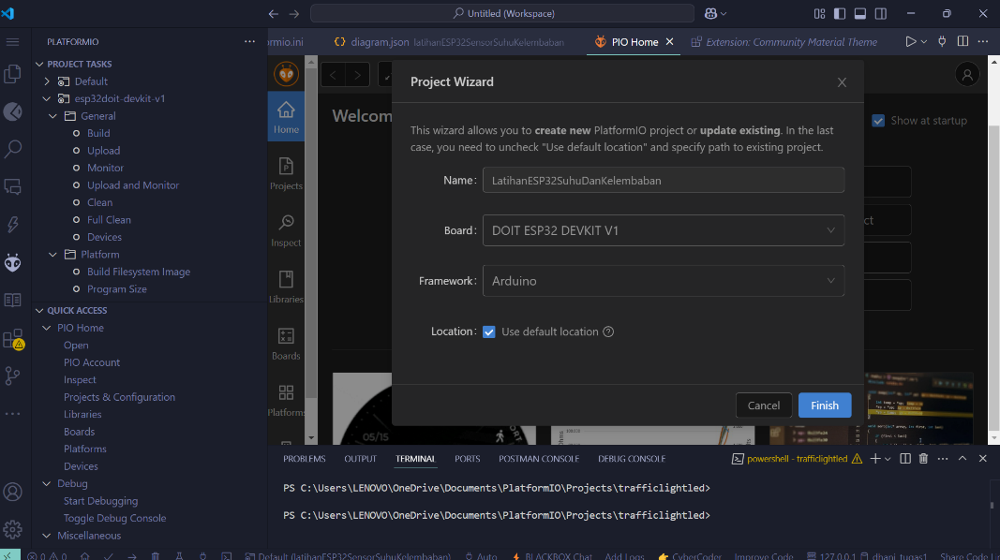 Untitled (Workspace)
PLATFORMIO
PROJECT TASKS
Default
esp32doit-devkit-v1
General
Build
Upload
Monitor
Upload and Monitor
Clean
Full Clean
Devices
Platform
Build Filesystem Image
Program Size
QUICK ACCESS
PIO Home
Open
PIO Account
Inspect
Projects & Configuration
Libraries
Boards
Platforms
Devices
Debug
Start Debugging
Toggle Debug Console
Miscellaneous
ormio.ini
diagram.json latihanESP32SensorSuhuKelembaban
PIO Home
Extension: Community Material Theme
Home
Projects
Inspect
Libraries
Boards
Platforms
Welcom
Show at startup
ct
Project Wizard
This wizard allows you to create new PlatformIO project or update existing. In the last
case, you need to uncheck "Use default location" and specify path to existing project.
Name: LatihanESP32SuhuDanKelembaban
Board: DOIT ESP32 DEVKIT V1
Framework: Arduino
Location: Use default location
Cancel Finish
05/15
PROBLEMS OUTPUT TERMINAL PORTS POSTMAN CONSOLE DEBUG CONSOLE
powershell - trafficlightled
PS C:\Users\LENOVO\OneDrive\Documents\PlatformIO\Projects\trafficlightled>
PS C:\Users\LENOVO\OneDrive\Documents\PlatformIO\Projects\trafficlightled>
0 0 Default (latihanESP32SensorSuhuKelembaban) Auto BLACKBOX Chat Add Logs CyberCoder Improve Code 127.0.0.1 dhani_tugas1 Share Code Li